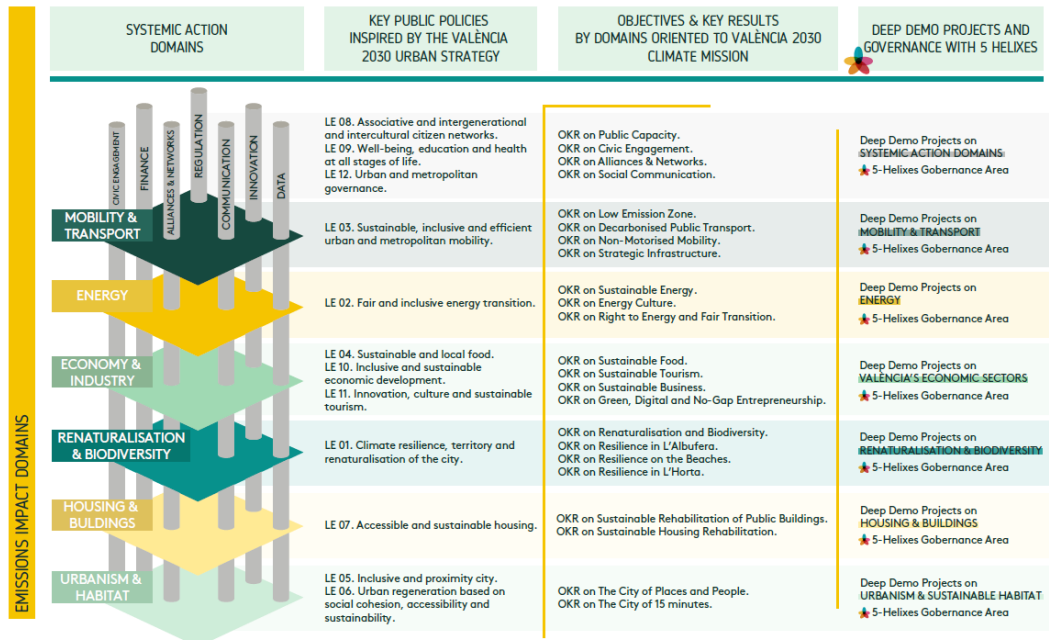 SYSTEMIC ACTION
DOMAINS
KEY PUBLIC POLICIES
INSPIRED BY THE VALÈNCIA
2030 URBAN STRATEGY
OBJECTIVES & KEY RESULTS
BY DOMAINS ORIENTED TO VALÈNCIA 2030
CLIMATE MISSION
DEEP DEMO PROJECTS AND
GOVERNANCE WITH 5 HELIXES
CIVIC ENGAGEMENT
FINANCE
ALLIANCES & NETWORKS
REGULATION
COMMUNICATION
INNOVATION
DATA
LE 08. Associative and intergenerational
and intercultural citizen networks.
LE 09. Well-being, education and health
at all stages of life.
LE 12. Urban and metropolitan
governance.
OKR on Public Capacity.
OKR on Civic Engagement.
OKR on Alliances & Networks.
OKR on Social Communication.
Deep Demo Projects on
SYSTEMIC ACTION DOMAINS
5-Helixes Governance Area
EMISSIONS IMPACT DOMAINS
MOBILITY &
TRANSPORT
LE 03. Sustainable, inclusive and efficient
urban and metropolitan mobility.
OKR on Low Emission Zone.
OKR on Decarbonised Public Transport.
OKR on Non-Motorised Mobility.
OKR on Strategic Infrastructure.
Deep Demo Projects on
MOBILITY & TRANSPORT
5-Helixes Gobernance Area
ENERGY
LE 02. Fair and inclusive energy transition.
OKR on Sustainable Energy.
OKR on Energy Culture.
OKR on Right to Energy and Fair Transition.
Deep Demo Projects on
ENERGY
5-Helixes Gobernance Area
ECONOMY &
INDUSTRY
LE 04. Sustainable and local food.
LE 10. Inclusive and sustainable
economic development.
LE 11. Innovation, culture and sustainable
tourism.
OKR on Sustainable Food.
OKR on Sustainable Tourism.
OKR on Sustainable Business.
OKR on Green, Digital and No-Gap Entrepreneurship.
Deep Demo Projects on
VALÈNCIA'S ECONOMIC SECTORS
5-Helixes Gobernance Area
RENATURALISATION
& BIODIVERSITY
LE 01. Climate resilience, territory and
renaturalisation of the city.
OKR on Renaturalisation and Biodiversity.
OKR on Resilience in L'Albufera.
OKR on Resilience on the Beaches.
OKR on Resilience in L'Horta.
Deep Demo Projects on
RENATURALISATION & BIODIVERSITY
5-Helixes Gobernance Area
HOUSING &
BUILDINGS
LE 07. Accessible and sustainable housing.
OKR on Sustainable Rehabilitation of Public Buildings.
OKR on Sustainable Housing Rehabilitation.
Deep Demo Projects on
HOUSING & BUILDINGS
5-Helixes Gobernance Area
URBANISM &
HABITAT
LE 05. Inclusive and proximity city.
LE 06. Urban regeneration based on
social cohesion, accessibility and
sustainability.
OKR on The City of Places and People.
OKR on The City of 15 minutes.
Deep Demo Projects on
URBANISM & SUSTAINABLE HABITAT
5-Helixes Gobernance Area